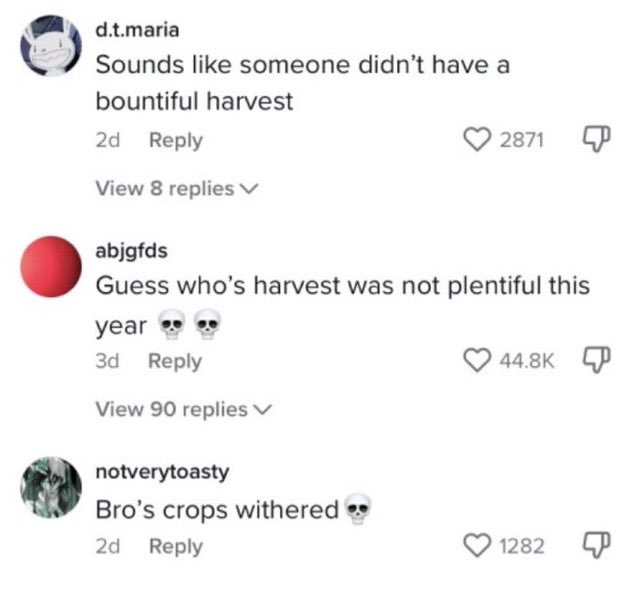 d.t.maria
Sounds like someone didn’t have a
bountiful harvest
2d Reply 2871
View 8 replies
abjgfds
Guess who’s harvest was not plentiful this
year 💀 💀
3d Reply 44.8K
View 90 replies
notverytoasty
Bro’s crops withered 💀
2d Reply 1282